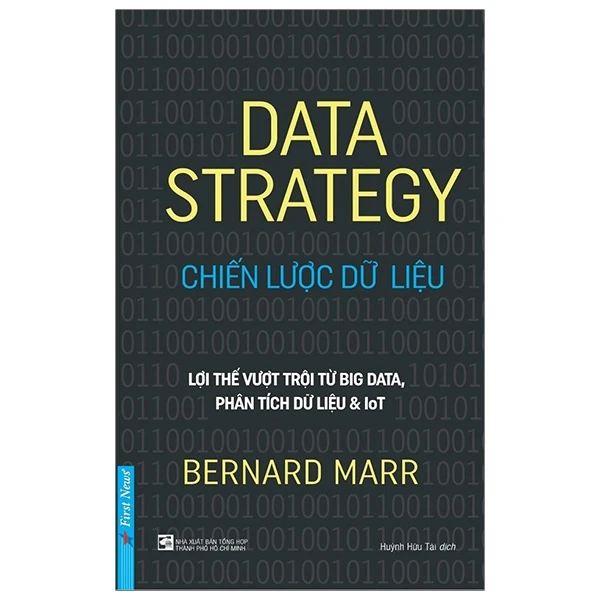 DATA
STRATEGY
CHIẾN LƯỢC DỮ LIỆU
LỢI THẾ VƯỢT TRỘI TỪ BIG DATA,
PHÂN TÍCH DỮ LIỆU & IoT
BERNARD MARR
First News
NHÀ XUẤT BẢN TỔNG HỢP
THÀNH PHỐ HỒ CHÍ MINH
Huỳnh Hữu Tài dịch